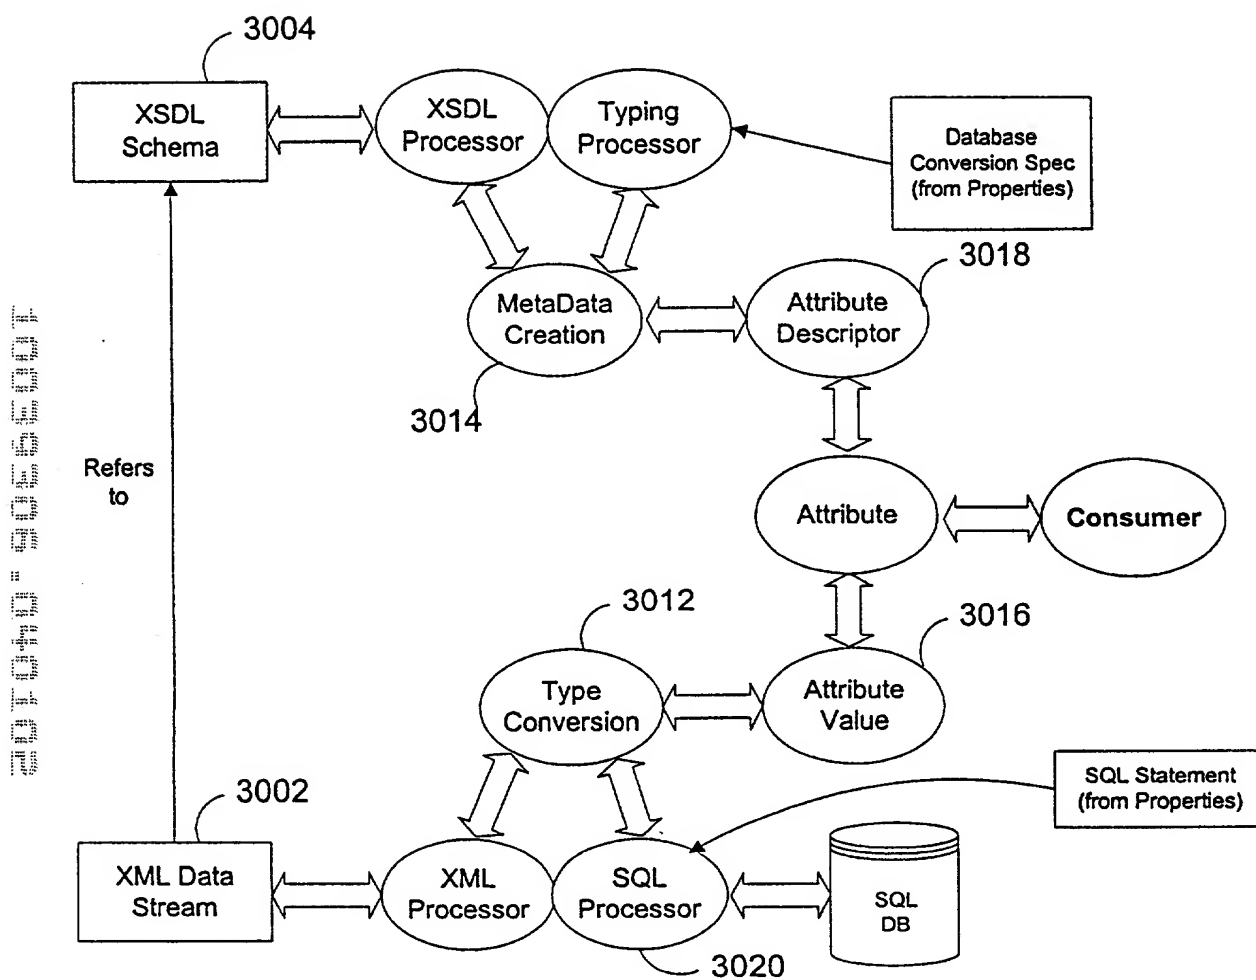 3004
XSDL
Schema
XSDL
Processor
Typing
Processor
Database
Conversion Spec
(from Properties)
3018
MetaData
Creation
Attribute
Descriptor
3014
Refers
to
Attribute
Consumer
3012
3016
Type
Conversion
Attribute
Value
SQL Statement
(from Properties)
3002
XML Data
Stream
XML
Processor
SQL
Processor
SQL
DB
3020
10039306.040102